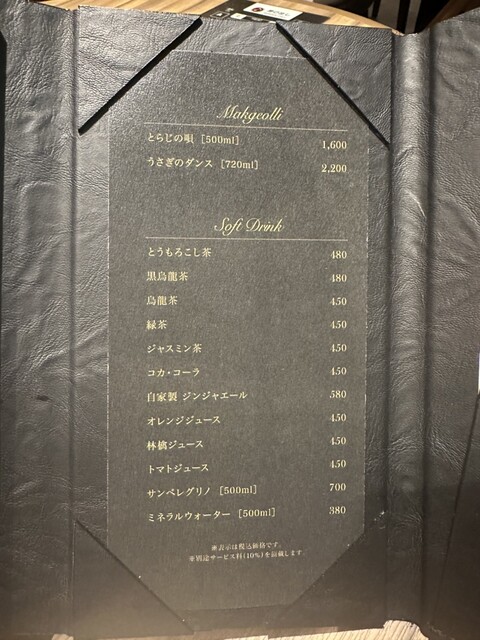 Makgeolli
とらじの唄 [500ml] 1,600
うさぎのダンス [720ml] 2,200
Soft Drink
とうもろこし茶 480
黒烏龍茶 480
烏龍茶 450
緑茶 450
ジャスミン茶 450
コカ・コーラ 450
自家製 ジンジャエール 580
オレンジジュース 450
林檎ジュース 450
トマトジュース 450
サンペレグリノ [500ml] 700
ミネラルウォーター [500ml] 380
※表示は税込価格です。
※別途サービス料(10%)を頂戴します。